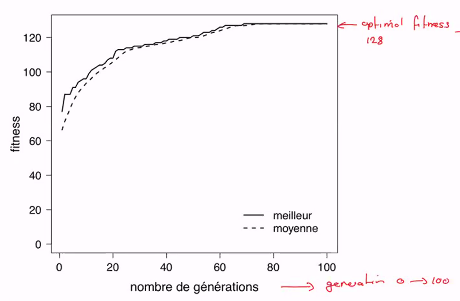 optimal fitness
128
120
100
80
60
40
20
0
fitness
meilleur
moyenne
0 20 40 60 80 100
nombre de générations
generation 0 → 100